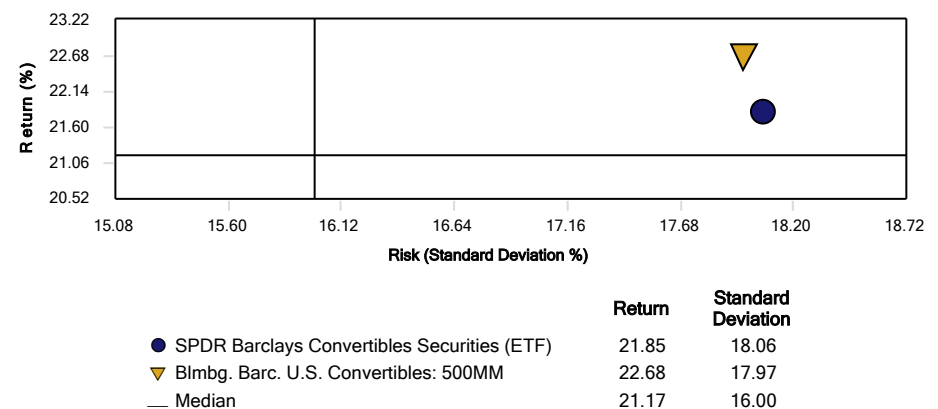 23.22
22.68
22.14
21.60
21.06
20.52
Return (%)
15.08 15.60 16.12 16.64 17.16 17.68 18.20 18.72
Risk (Standard Deviation %)
Return Standard Deviation
SPDR Barclays Convertibles Securities (ETF) 21.85 18.06
Blmbg. Barc. U.S. Convertibles: 500MM 22.68 17.97
Median 21.17 16.00